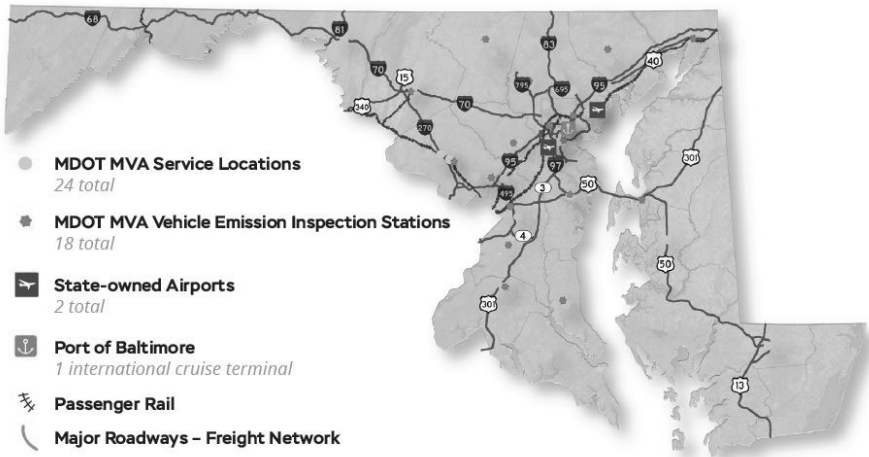 68
81
83
70
15
795
695
95
40
340
70
270
95
97
301
495
3
50
4
50
301
13
MDOT MVA Service Locations
24 total
MDOT MVA Vehicle Emission Inspection Stations
18 total
State-owned Airports
2 total
Port of Baltimore
1 international cruise terminal
Passenger Rail
Major Roadways – Freight Network